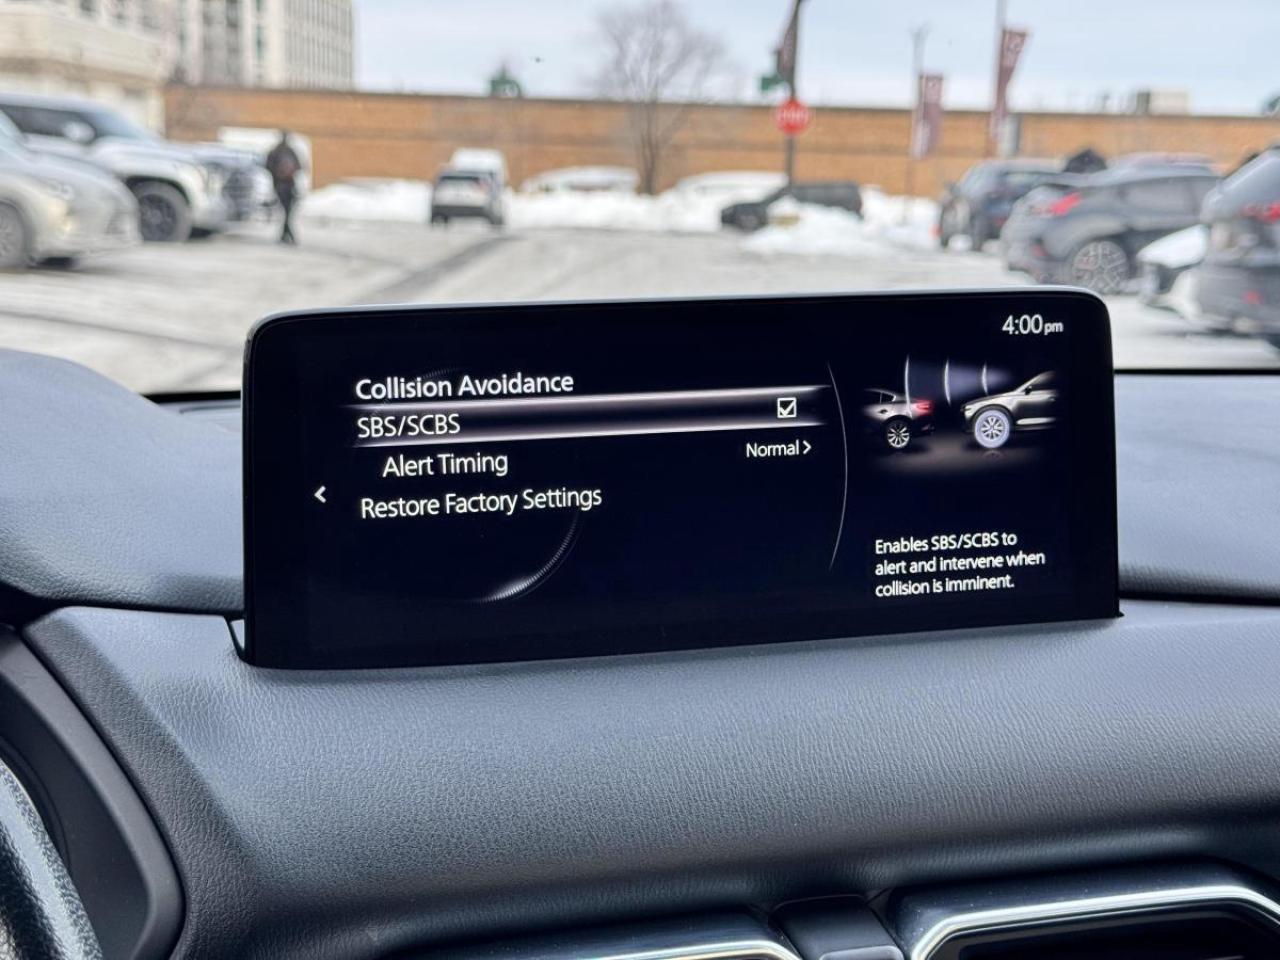 4:00pm
Collision Avoidance
SBS/SCBS
Alert Timing
Normal >
<
Restore Factory Settings
Enables SBS/SCBS to
alert and intervene when
collision is imminent.